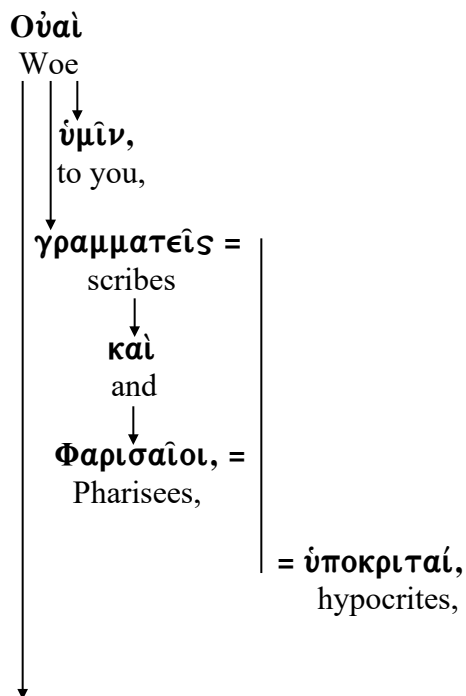 Οὐαὶ
Woe
ὑμῖν,
to you,
γραμματεῖς =
scribes
καὶ
and
Φαρισαῖοι, =
Pharisees,
= ὑποκριταί,
hypocrites,